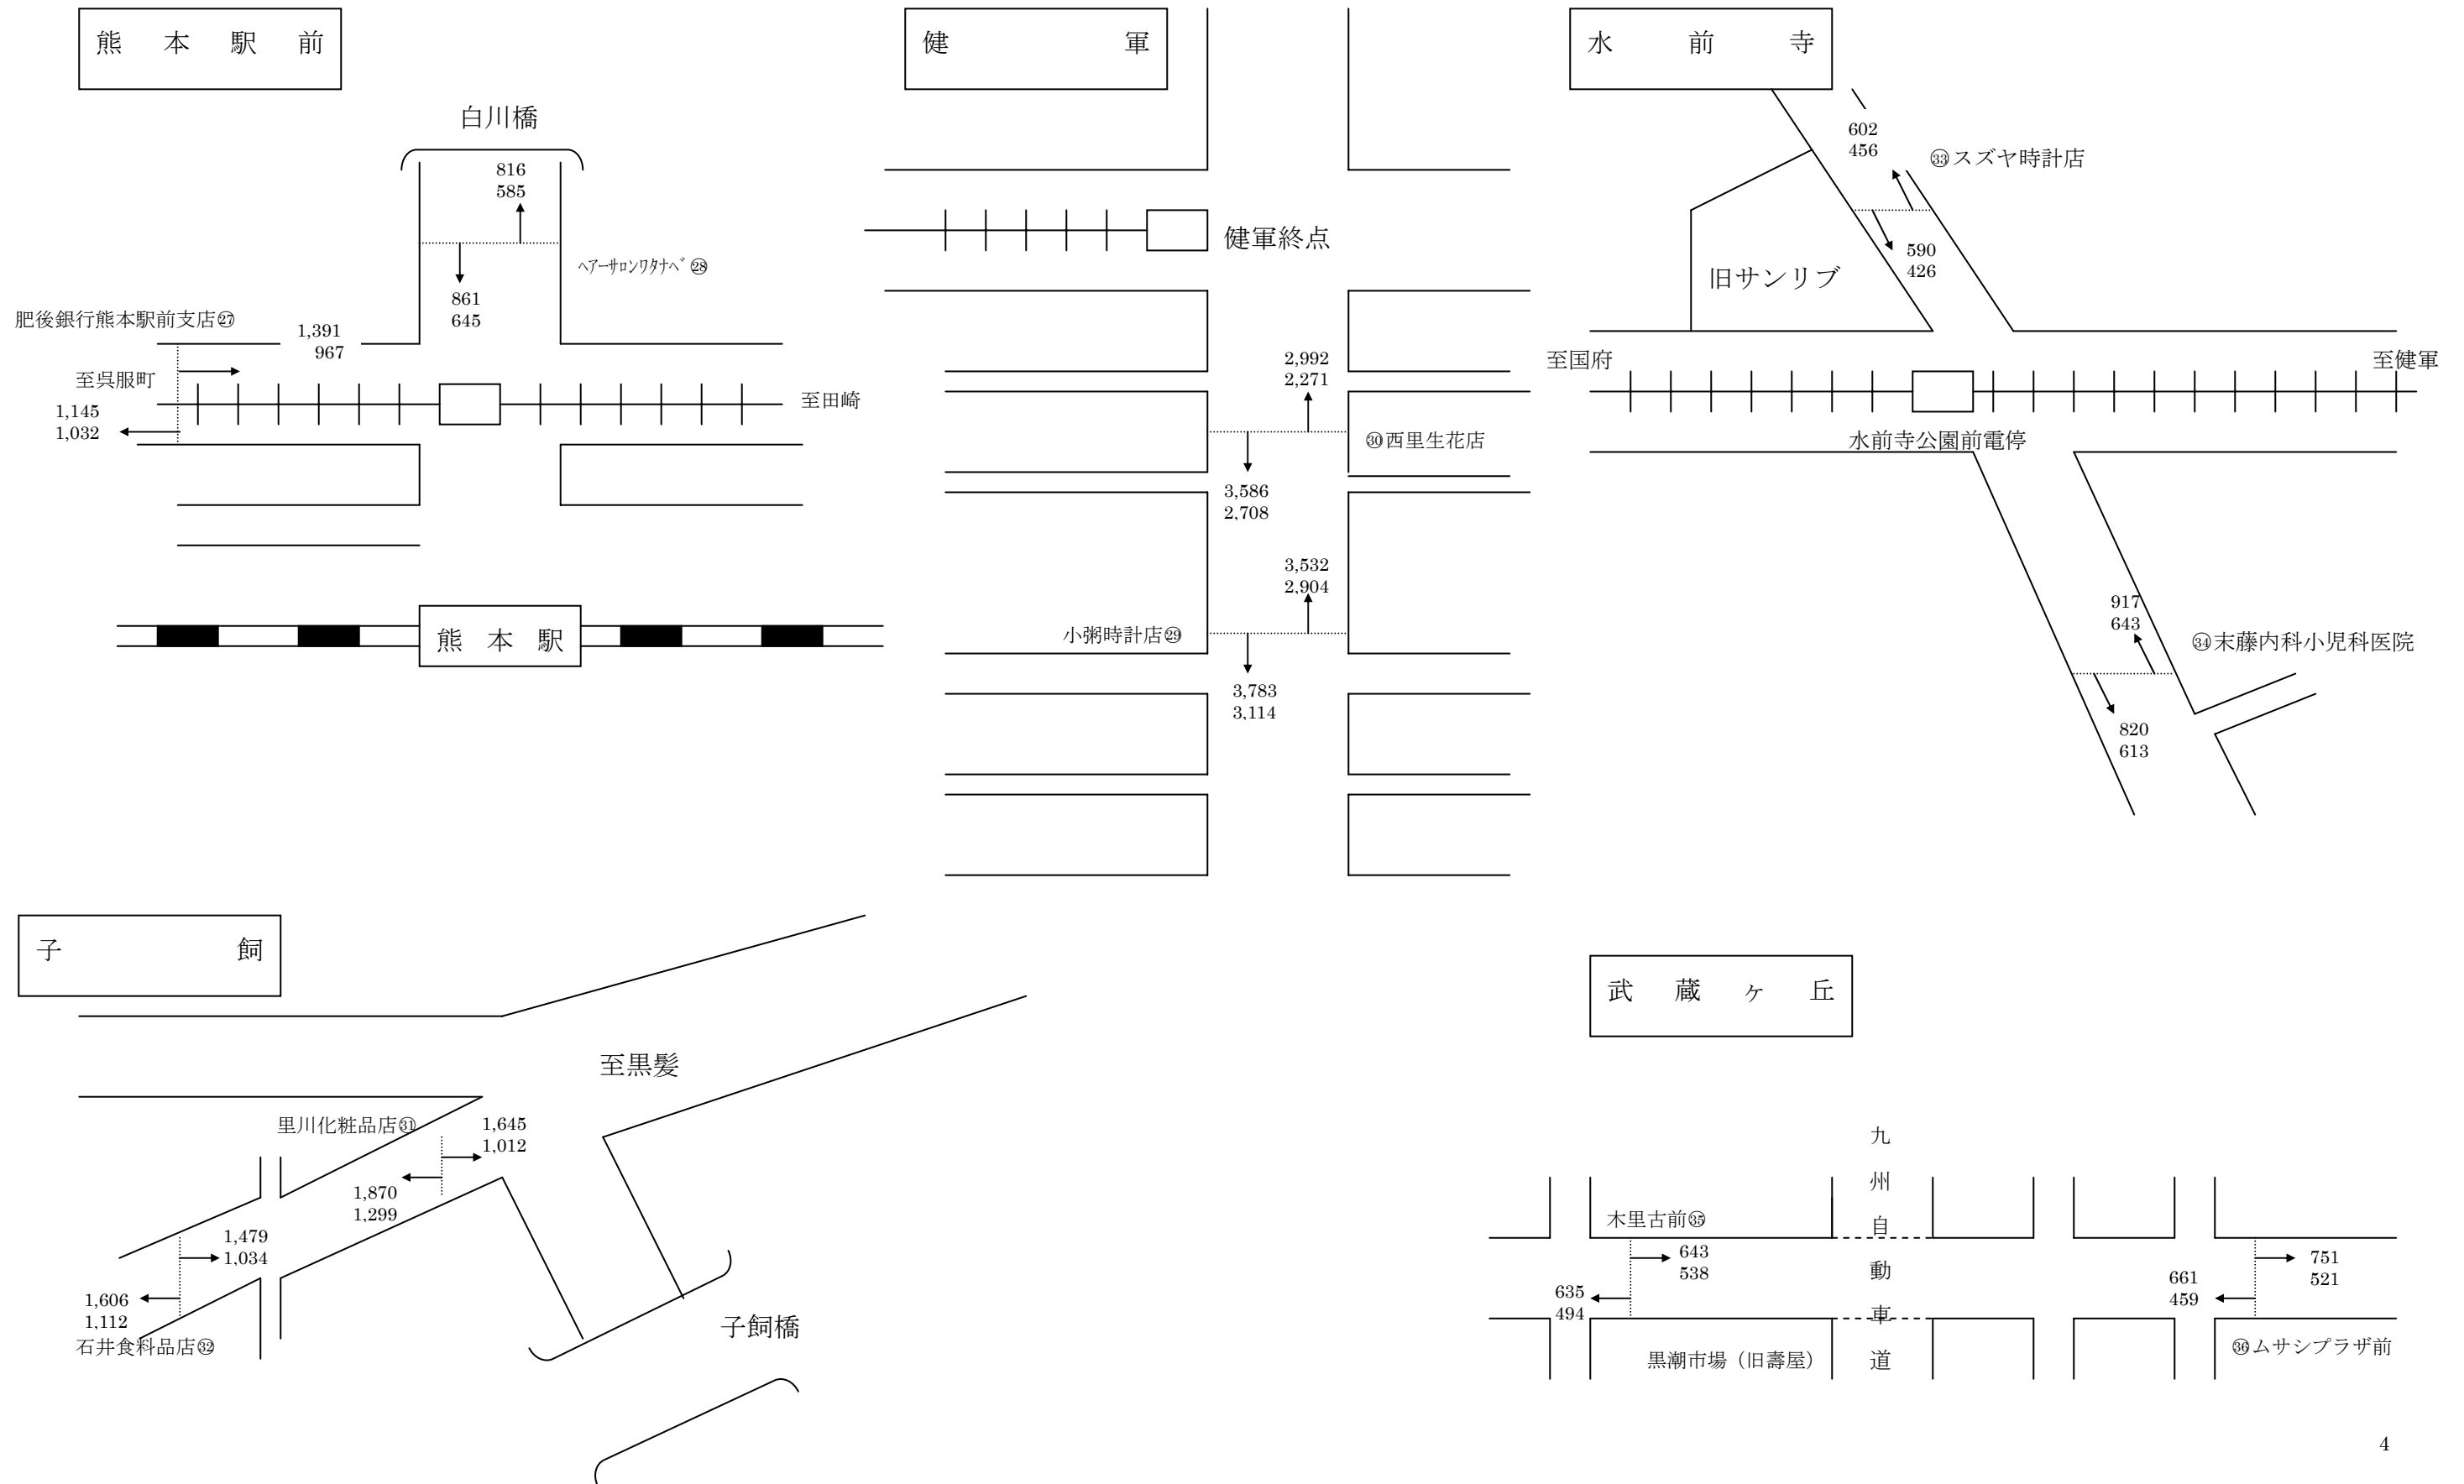 熊本駅前
白川橋
816
585
ヘアーサロンワタナベ㉘
861
645
肥後銀行熊本駅前支店㉗
1,391
967
至呉服町
1,145
1,032
至田崎
熊本駅
健軍
健軍終点
2,992
2,271
㉚西里生花店
3,586
2,708
3,532
2,904
小粥時計店㉙
3,783
3,114
水前寺
602
456
㉝スズヤ時計店
590
426
旧サンリブ
至国府
至健軍
水前寺公園前電停
917
643
㉞末藤内科小児科医院
820
613
子飼
至黒髪
里川化粧品店㉛
1,645
1,012
1,870
1,299
1,479
1,034
1,606
1,112
石井食料品店㉜
子飼橋
武蔵ヶ丘
九州自動車道
木里古前㉟
643
538
635
494
661
459
751
521
黒潮市場（旧壽屋）
㊱ムサシプラザ前
4